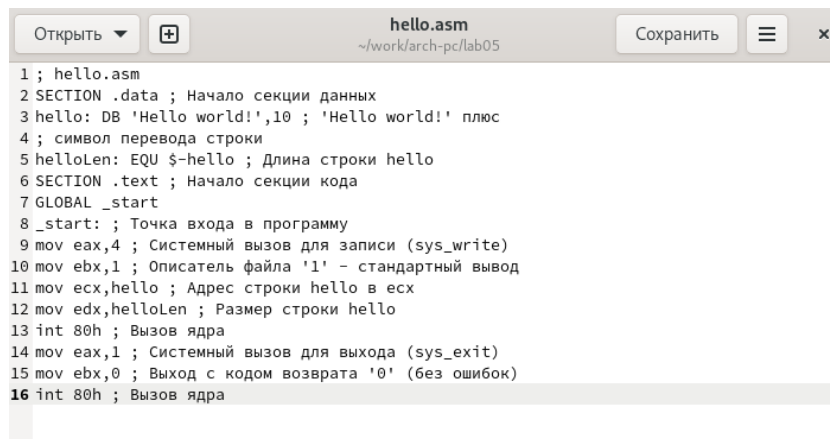 Открыть
hello.asm
~/work/arch-pc/lab05
Сохранить
1 ; hello.asm
2 SECTION .data ; Начало секции данных
3 hello: DB 'Hello world!',10 ; 'Hello world!' плюс
4 ; символ перевода строки
5 helloLen: EQU $-hello ; Длина строки hello
6 SECTION .text ; Начало секции кода
7 GLOBAL _start
8 _start: ; Точка входа в программу
9 mov eax,4 ; Системный вызов для записи (sys_write)
10 mov ebx,1 ; Описатель файла '1' - стандартный вывод
11 mov ecx,hello ; Адрес строки hello в ecx
12 mov edx,helloLen ; Размер строки hello
13 int 80h ; Вызов ядра
14 mov eax,1 ; Системный вызов для выхода (sys_exit)
15 mov ebx,0 ; Выход с кодом возврата '0' (без ошибок)
16 int 80h ; Вызов ядра